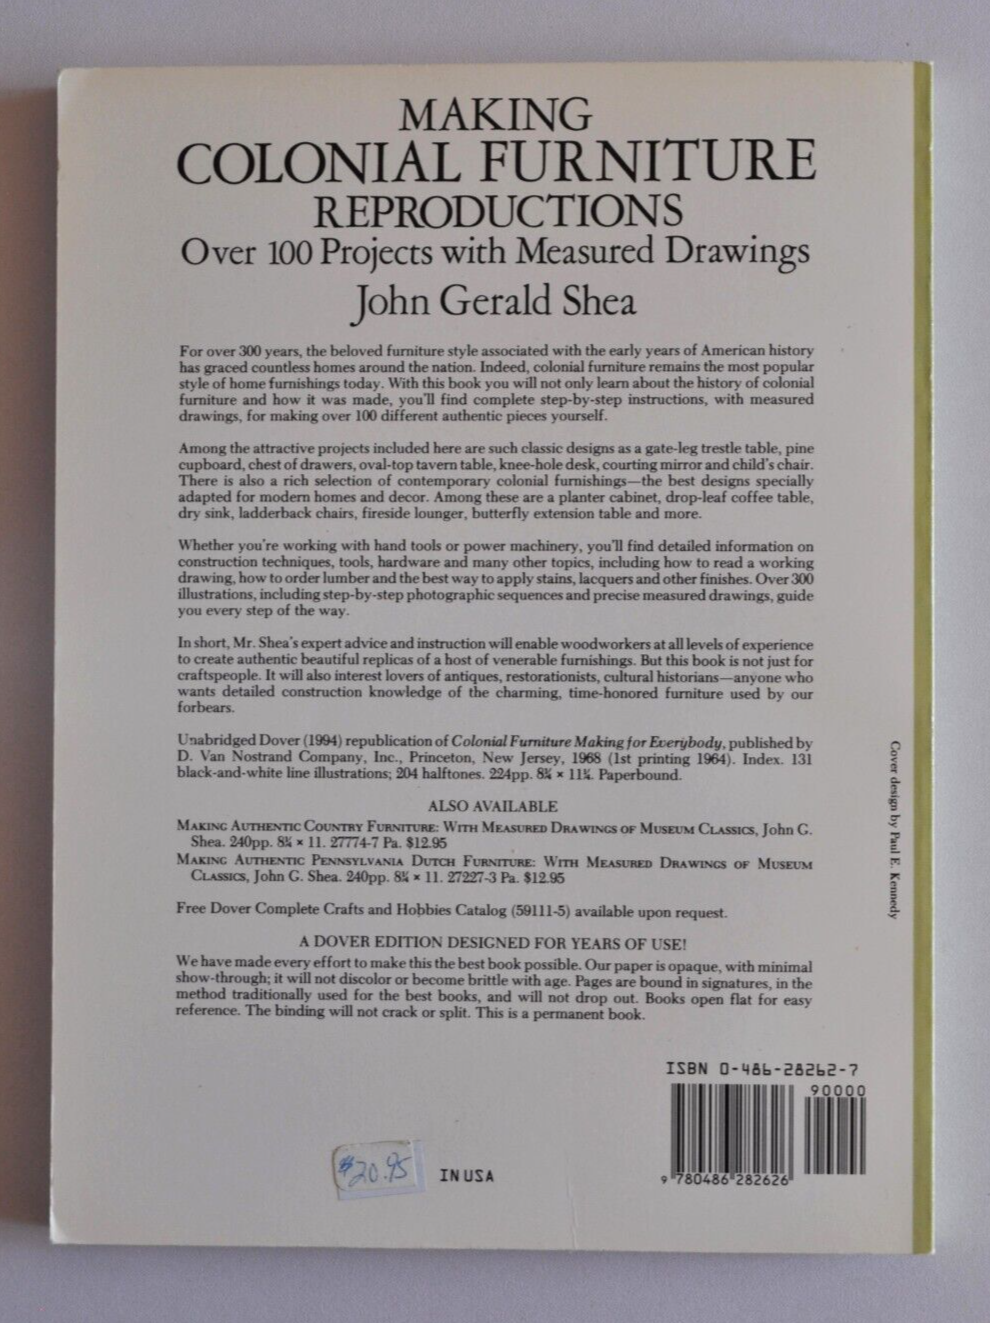 MAKING
COLONIAL FURNITURE
REPRODUCTIONS
Over 100 Projects with Measured Drawings
John Gerald Shea
For over 300 years, the beloved furniture style associated with the early years of American history
has graced countless homes around the nation. Indeed, colonial furniture remains the most popular
style of home furnishings today. With this book you will not only learn about the history of colonial
furniture and how it was made, you'll find complete step-by-step instructions, with measured
drawings, for making over 100 different authentic pieces yourself.
Among the attractive projects included here are such classic designs as a gate-leg trestle table, pine
cupboard, chest of drawers, oval-top tavern table, knee-hole desk, courting mirror and child's chair.
There is also a rich selection of contemporary colonial furnishings—the best designs specially
adapted for modern homes and decor. Among these are a planter cabinet, drop-leaf coffee table,
dry sink, ladderback chairs, fireside lounger, butterfly extension table and more.
Whether you're working with hand tools or power machinery, you'll find detailed information on
construction techniques, tools, hardware and many other topics, including how to read a working
drawing, how to order lumber and the best way to apply stains, lacquers and other finishes. Over 300
illustrations, including step-by-step photographic sequences and precise measured drawings, guide
you every step of the way.
In short, Mr. Shea's expert advice and instruction will enable woodworkers at all levels of experience
to create authentic beautiful replicas of a host of venerable furnishings. But this book is not just for
craftspeople. It will also interest lovers of antiques, restorationists, cultural historians—anyone who
wants detailed construction knowledge of the charming, time-honored furniture used by our
forbears.
Unabridged Dover (1994) republication of Colonial Furniture Making for Everybody, published by
D. Van Nostrand Company, Inc., Princeton, New Jersey, 1968 (1st printing 1964). Index. 131
black-and-white line illustrations; 204 halftones. 224pp. × Paperbound.
ALSO AVAILABLE
MAKING AUTHENTIC COUNTRY FURNITURE: WITH MEASURED DRAWINGS OF MUSEUM CLASSICS, John G.
Shea. 240pp. × 11. 27774-7 Pa. $12.95
MAKING AUTHENTIC PENNSYLVANIA DUTCH FURNITURE: WITH MEASURED DRAWINGS OF MUSEUM
CLASSICS, John G. Shea. 240pp. × 11. 27227-3 Pa. $12.95
Free Dover Complete Crafts and Hobbies Catalog (59111-5) available upon request.
A DOVER EDITION DESIGNED FOR YEARS OF USE!
We have made every effort to make this the best book possible. Our paper is opaque, with minimal
show-through; it will not discolor or become brittle with age. Pages are bound in signatures, in the
method traditionally used for the best books, and will not drop out. Books open flat for easy
reference. The binding will not crack or split. This is a permanent book.
Cover design by Paul E. Kennedy
ISBN 0-486-28262-7
90000
9 780486 282626
$20.95
IN USA